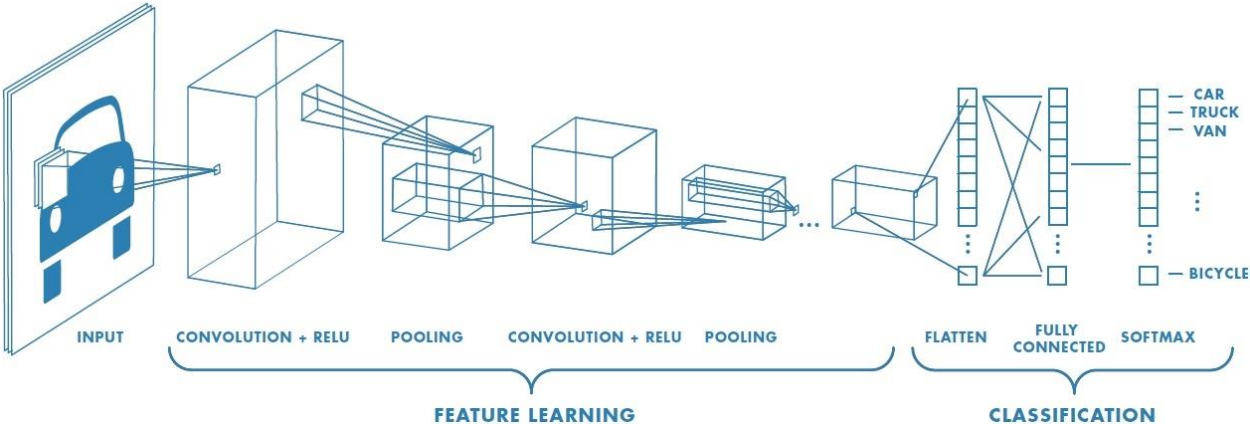 CAR
TRUCK
VAN
BICYCLE
INPUT
CONVOLUTION + RELU
POOLING
CONVOLUTION + RELU
POOLING
FLATTEN
FULLY
CONNECTED
SOFTMAX
FEATURE LEARNING
CLASSIFICATION